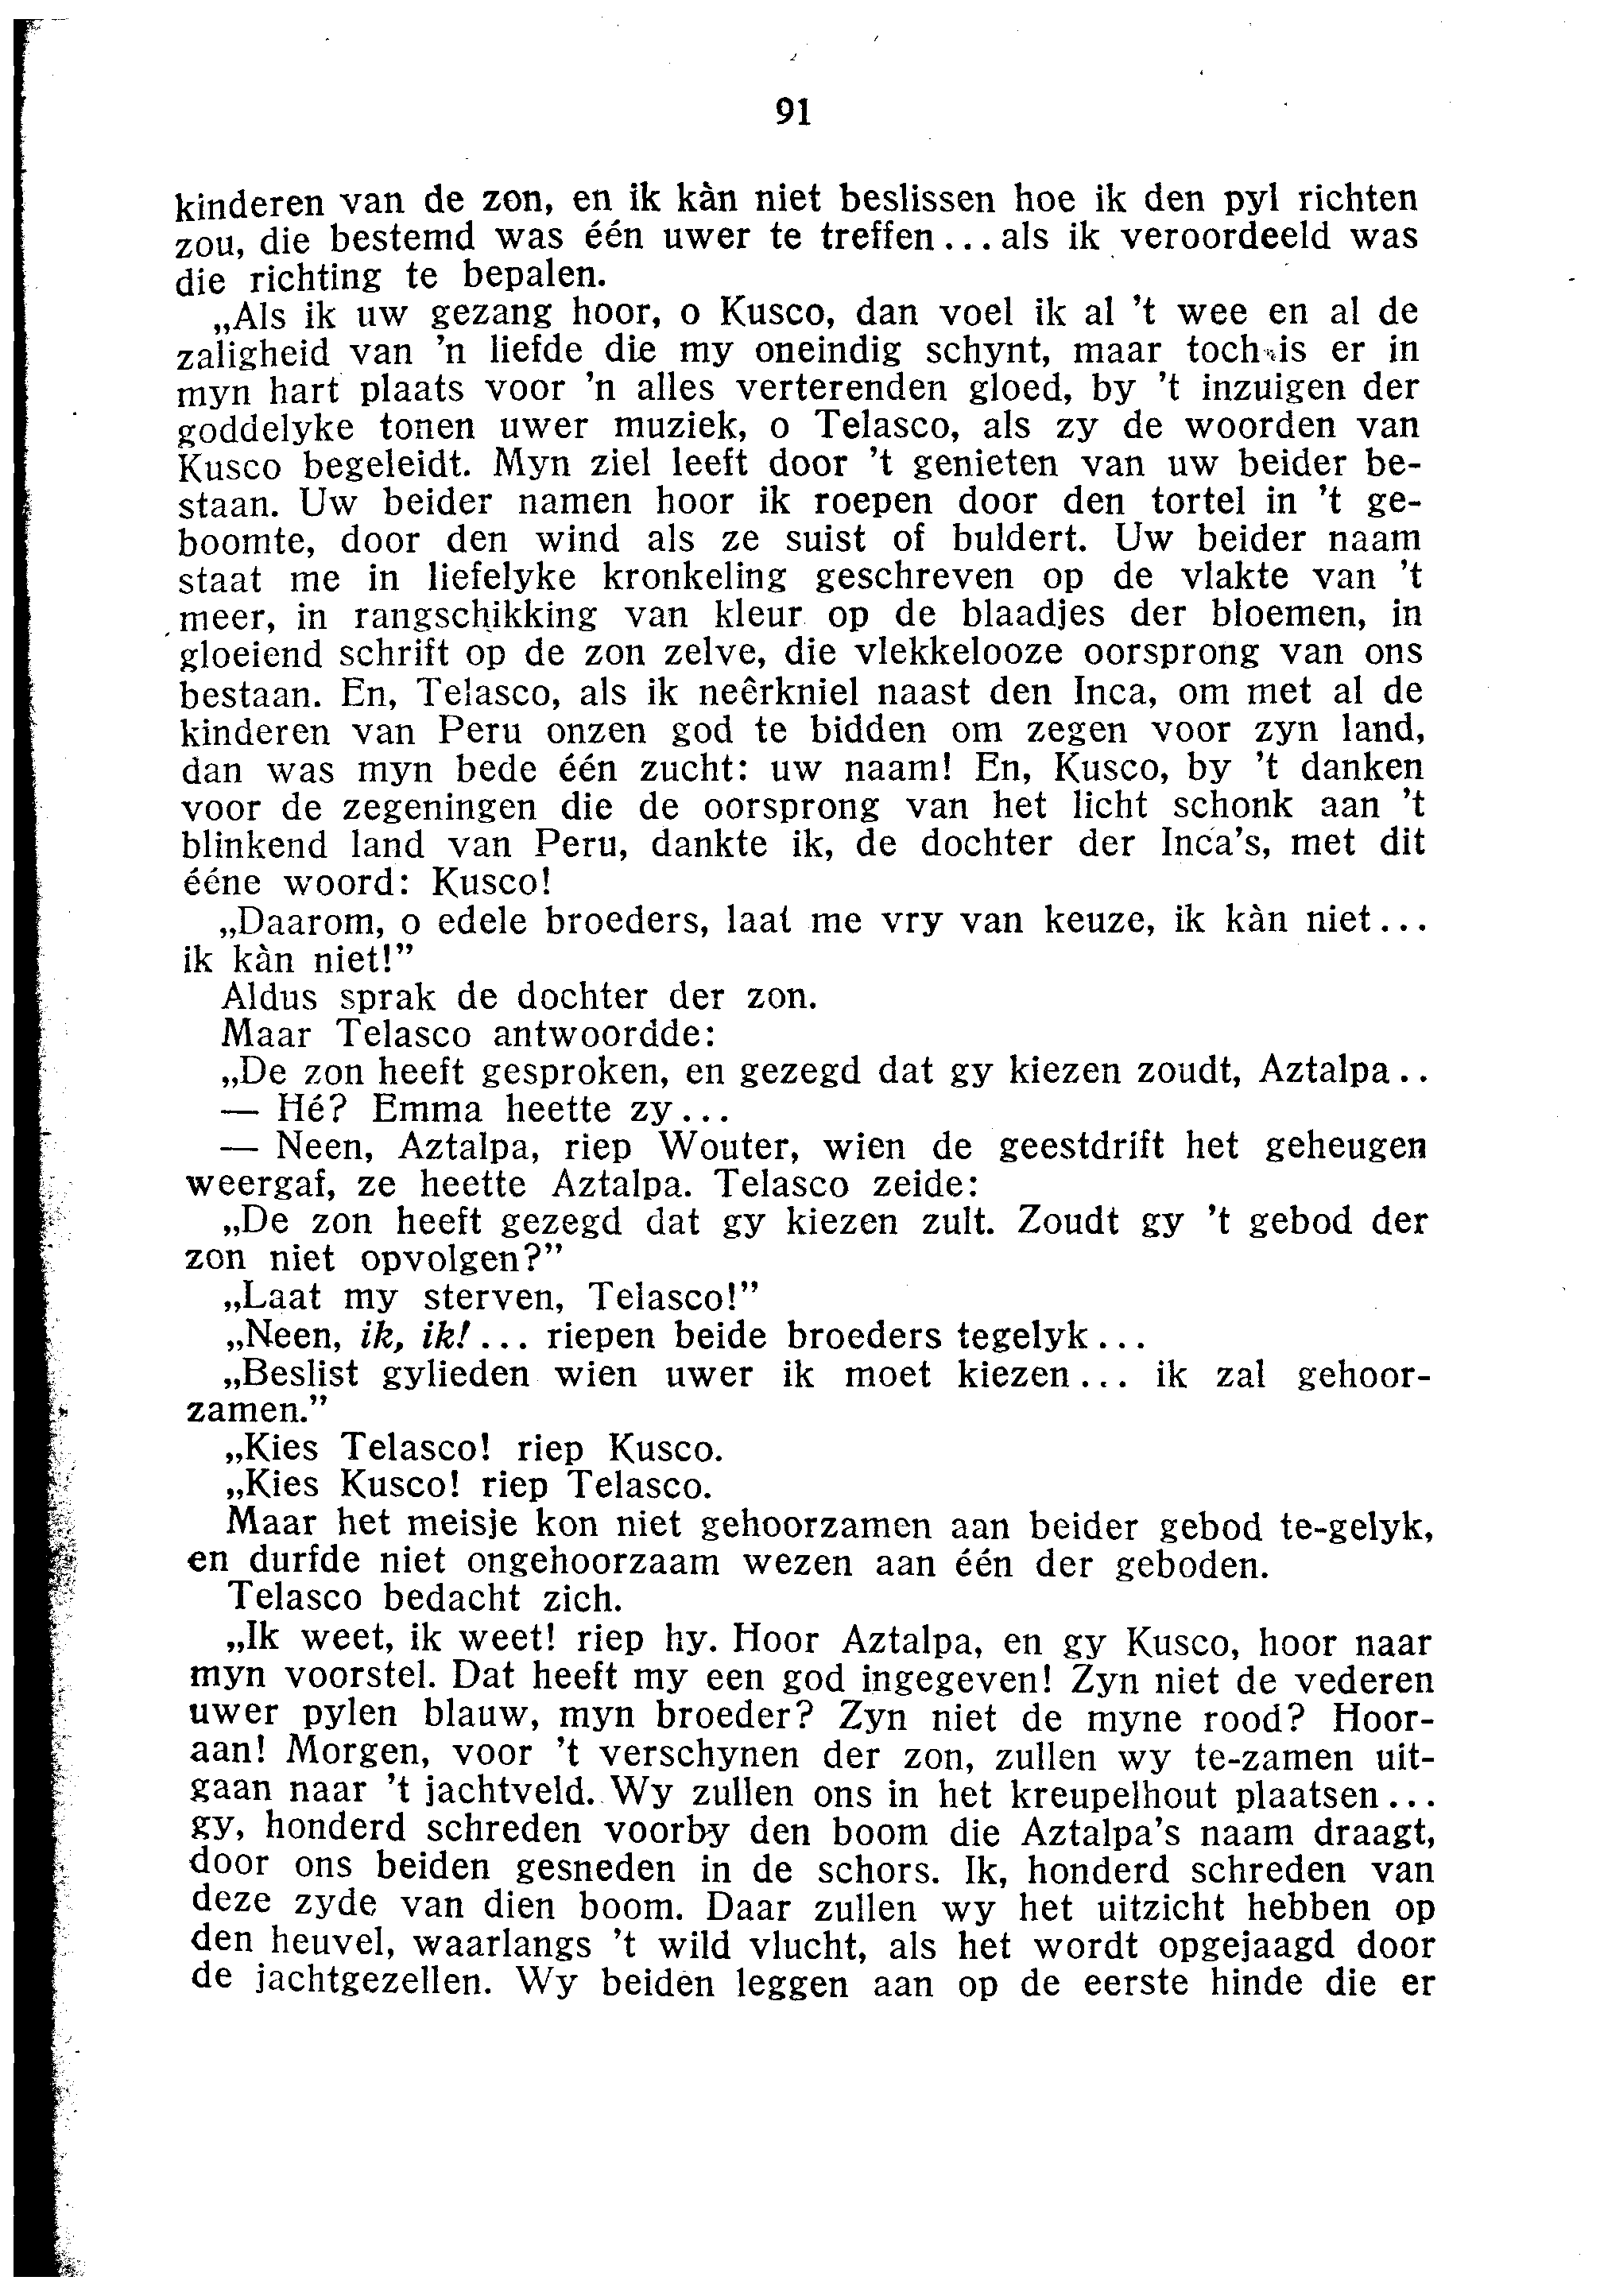 91
kinderen van de zon, en ik kàn niet beslissen hoe ik den pyl richten
zou, die bestemd was één uwer te treffen... als ik veroordeeld was
die richting te bepalen.
„Als ik uw gezang hoor, o Kusco, dan voel ik al 't wee en al de
zaligheid van 'n liefde die my oneindig schynt, maar toch is er in
myn hart plaats voor 'n alles verterenden gloed, by 't inzuigen der
goddelyke tonen uwer muziek, o Telasco, als zy de woorden van
Kusco begeleidt. Myn ziel leeft door 't genieten van uw beider be-
staan. Uw beider namen hoor ik roepen door den tortel in 't ge-
boomte, door den wind als ze suist of buldert. Uw beider naam
staat me in liefelyke kronkeling geschreven op de vlakte van 't
meer, in rangschikking van kleur op de blaadjes der bloemen, in
gloeiend schrift op de zon zelve, die vlekkelooze oorsprong van ons
bestaan. En, Telasco, als ik neêrkniel naast den Inca, om met al de
kinderen van Peru onzen god te bidden om zegen voor zyn land,
dan was myn bede één zucht: uw naam! En, Kusco, by 't danken
voor de zegeningen die de oorsprong van het licht schonk aan 't
blinkend land van Peru, dankte ik, de dochter der Inca's, met dit
ééne woord: Kusco!
„Daarom, o edele broeders, laat me vry van keuze, ik kàn niet...
ik kàn niet!”
Aldus sprak de dochter der zon.
Maar Telasco antwoordde:
„De zon heeft gesproken, en gezegd dat gy kiezen zoudt, Aztalpa..
— Hé? Emma heette zy...
— Neen, Aztalpa, riep Wouter, wien de geestdrift het geheugen
weergaf, ze heette Aztalpa. Telasco zeide:
„De zon heeft gezegd dat gy kiezen zult. Zoudt gy 't gebod der
zon niet opvolgen?”
„Laat my sterven, Telasco!”
„Neen, ik, ik!... riepen beide broeders tegelyk...
„Beslist gylieden wien uwer ik moet kiezen... ik zal gehoor-
zamen.”
„Kies Telasco! riep Kusco.
„Kies Kusco! riep Telasco.
Maar het meisje kon niet gehoorzamen aan beider gebod te-gelyk,
en durfde niet ongehoorzaam wezen aan één der geboden.
Telasco bedacht zich.
„Ik weet, ik weet! riep hy. Hoor Aztalpa, en gy Kusco, hoor naar
myn voorstel. Dat heeft my een god ingegeven! Zyn niet de vederen
uwer pylen blauw, myn broeder? Zyn niet de myne rood? Hoor-
aan! Morgen, voor 't verschynen der zon, zullen wy te-zamen uit-
gaan naar 't jachtveld. Wy zullen ons in het kreupelhout plaatsen...
gy, honderd schreden voorby den boom die Aztalpa's naam draagt,
door ons beiden gesneden in de schors. Ik, honderd schreden van
deze zyde van dien boom. Daar zullen wy het uitzicht hebben op
den heuvel, waarlangs 't wild vlucht, als het wordt opgejaagd door
de jachtgezellen. Wy beiden leggen aan op de eerste hinde die er